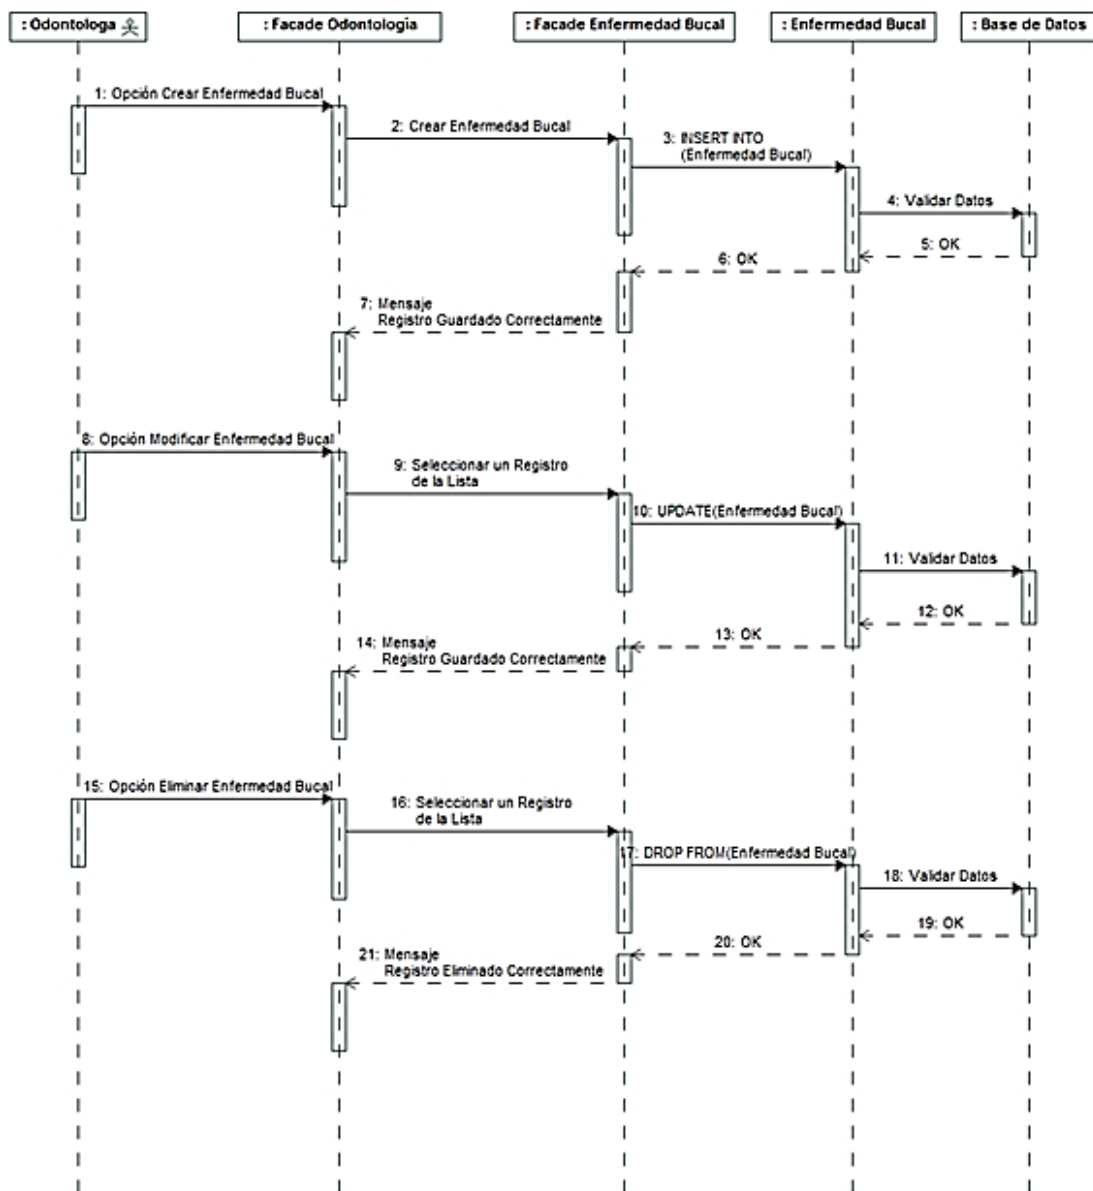 : Odontologa
: Facade Odontología
: Facade Enfermedad Bucal
: Enfermedad Bucal
: Base de Datos
1: Opción Crear Enfermedad Bucal
2: Crear Enfermedad Bucal
3: INSERT INTO
(Enfermedad Bucal)
4: Validar Datos
5: OK
6: OK
7: Mensaje
Registro Guardado Correctamente
8: Opción Modificar Enfermedad Bucal
9: Seleccionar un Registro
de la Lista
10: UPDATE(Enfermedad Bucal)
11: Validar Datos
12: OK
13: OK
14: Mensaje
Registro Guardado Correctamente
15: Opción Eliminar Enfermedad Bucal
16: Seleccionar un Registro
de la Lista
17: DROP FROM(Enfermedad Bucal)
18: Validar Datos
19: OK
20: OK
21: Mensaje
Registro Eliminado Correctamente